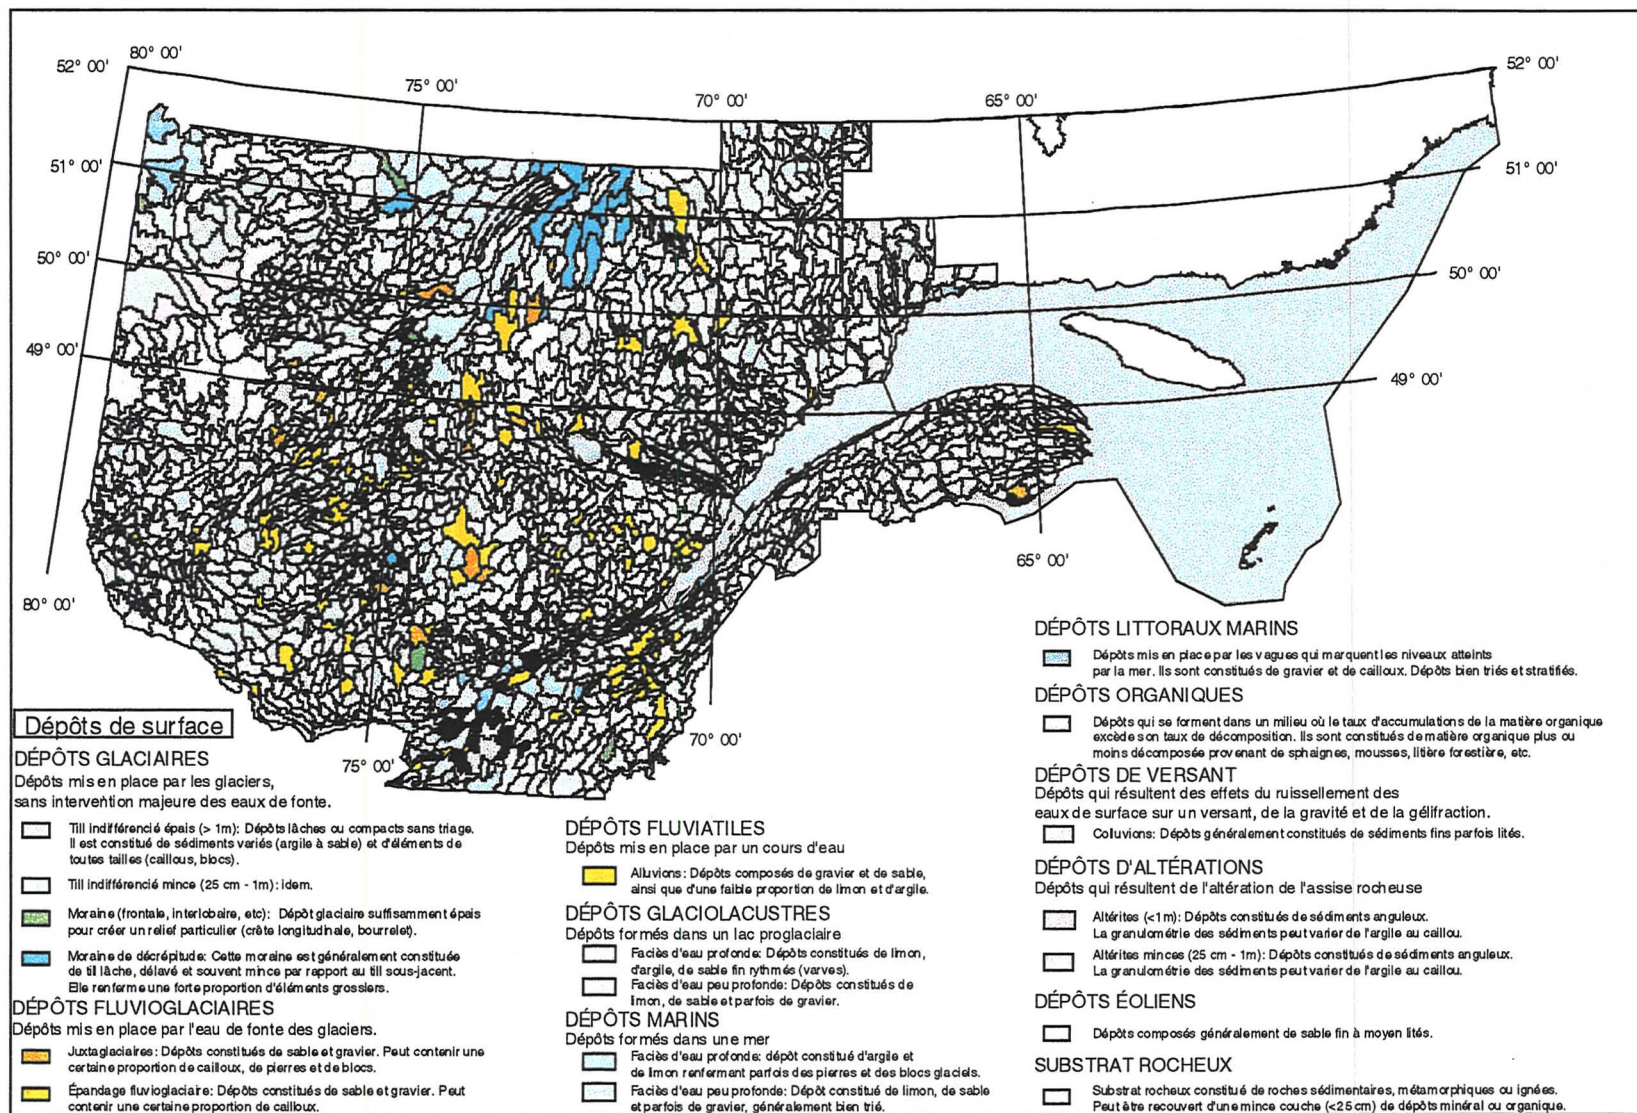 80° 00'
52° 00'
75° 00'
70° 00'
65° 00'
52° 00'
51° 00'
51° 00'
50° 00'
50° 00'
49° 00'
49° 00'
65° 00'
80° 00'
70° 00'
75° 00'
Dépôts de surface
DÉPÔTS GLACIAIRES
Dépôts mis en place par les glaciers,
sans intervention majeure des eaux de fonte.
Till indifférencié épais (> 1m): Dépôts lâches ou compacts sans triage.
Il est constitué de sédiments variés (argile à sable) et d'éléments de
toutes tailles (caillous, blocs).
Till indifférencié mince (25 cm - 1m): idem.
Moraine (frontale, interlobaire, etc): Dépôt glaciaire suffisamment épais
pour créer un relief particulier (crête longitudinale, bourrelet).
Moraine de décrépitude: Cette moraine est généralement constituée
de till lâche, délavé et souvent mince par rapport au till sous-jacent.
Elle renferme une forte proportion d'éléments grossiers.
DÉPÔTS FLUVIOGLACIAIRES
Dépôts mis en place par l'eau de fonte des glaciers.
Juxtaglaciaires: Dépôts constitués de sable et gravier. Peut contenir une
certaine proportion de cailloux, de pierres et de blocs.
Épandage fluvioglaciaire: Dépôts constitués de sable et gravier. Peut
contenir une certaine proportion de cailloux.
DÉPÔTS FLUVIATILES
Dépôts mis en place par un cours d'eau
Alluvions: Dépôts composés de gravier et de sable,
ainsi que d'une faible proportion de limon et d'argile.
DÉPÔTS GLACIOLACUSTRES
Dépôts formés dans un lac proglaciaire
Faciès d'eau profonde: Dépôts constitués de limon,
d'argile, de sable fin rythmés (varves).
Faciès d'eau peu profonde: Dépôts constitués de
limon, de sable et parfois de gravier.
DÉPÔTS MARINS
Dépôts formés dans une mer
Faciès d'eau profonde: dépôt constitué d'argile et
de limon renfermant parfois des pierres et des blocs glaciels.
Faciès d'eau peu profonde: Dépôt constitué de limon, de sable
et parfois de gravier, généralement bien trié.
DÉPÔTS LITTORAUX MARINS
Dépôts mis en place par les vagues qui marquent les niveaux atteints
par la mer. Ils sont constitués de gravier et de cailloux. Dépôts bien triés et stratifiés.
DÉPÔTS ORGANIQUES
Dépôts qui se forment dans un milieu où le taux d'accumulations de la matière organique
excède son taux de décomposition. Ils sont constitués de matière organique plus ou
moins décomposée provenant de sphaignes, mousses, litière forestière, etc.
DÉPÔTS DE VERSANT
Dépôts qui résultent des effets du ruissellement des
eaux de surface sur un versant, de la gravité et de la gélifraction.
Coluvions: Dépôts généralement constitués de sédiments fins parfois lités.
DÉPÔTS D'ALTÉRATIONS
Dépôts qui résultent de l'altération de l'assise rocheuse
Altérites (<1m): Dépôts constitués de sédiments anguleux.
La granulométrie des sédiments peut varier de l'argile au caillou.
Altérites minces (25 cm - 1m): Dépôts constitués de sédiments anguleux.
La granulométrie des sédiments peut varier de l'argile au caillou.
DÉPÔTS ÉOLIENS
Dépôts composés généralement de sable fin à moyen lités.
SUBSTRAT ROCHEUX
Substrat rocheux constitué de roches sédimentaires, métamorphiques ou ignées.
Peut être recouvert d'une mince couche (<25 cm) de dépôts minéral ou organique.